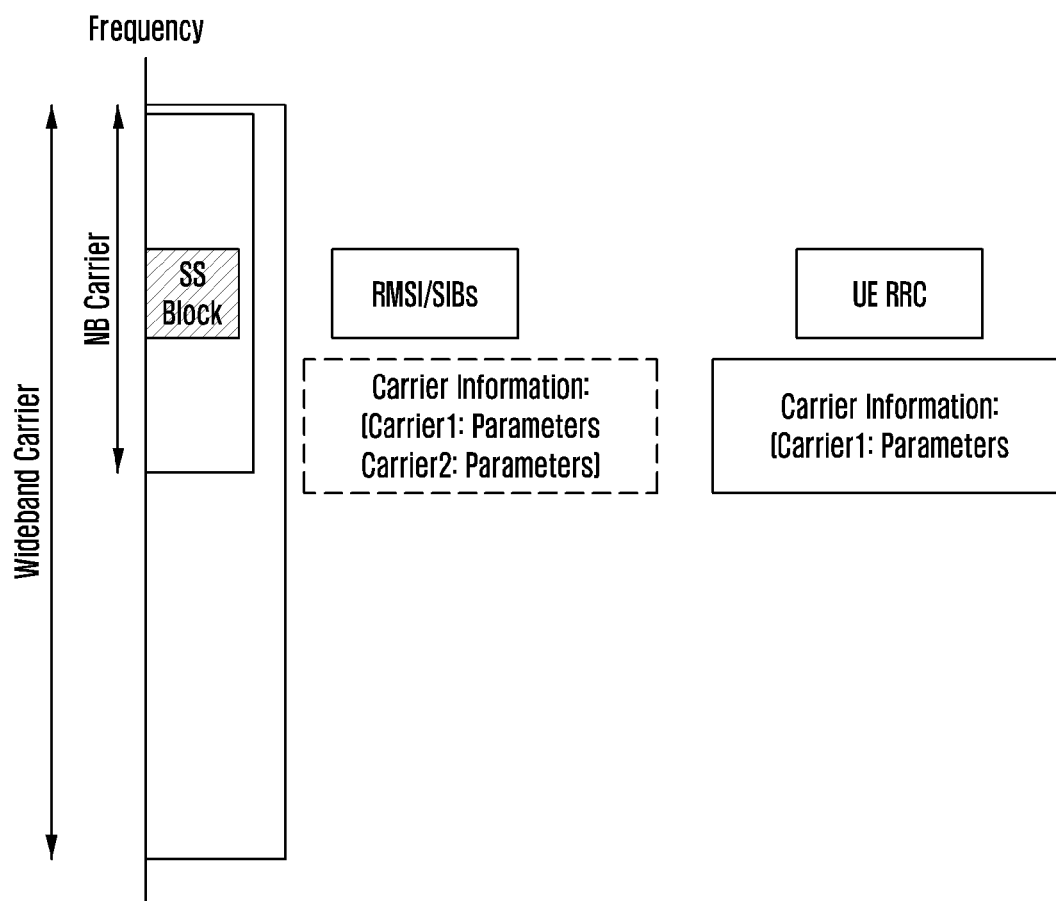 Frequency
Wideband Carrier
NB Carrier
SS
Block
RMSI/SIBs
UE RRC
Carrier Information:
(Carrier1: Parameters
Carrier2: Parameters)
Carrier Information:
(Carrier1: Parameters